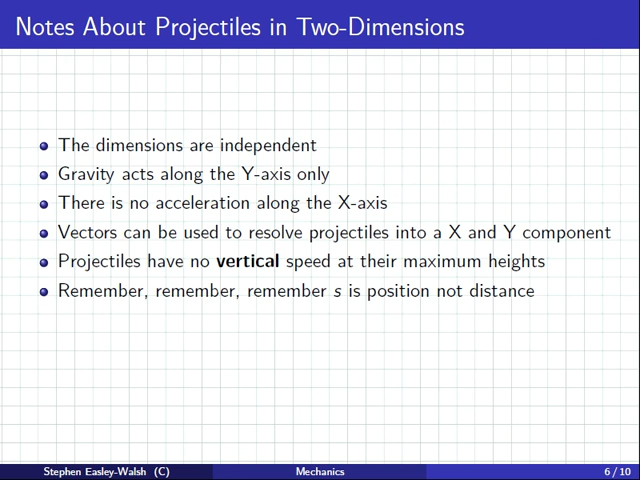 Notes About Projectiles in Two-Dimensions
The dimensions are independent
Gravity acts along the Y-axis only
There is no acceleration along the X-axis
Vectors can be used to resolve projectiles into a X and Y component
Projectiles have no vertical speed at their maximum heights
Remember, remember, remember s is position not distance
Stephen Easley-Walsh (C)
Mechanics
6 / 10